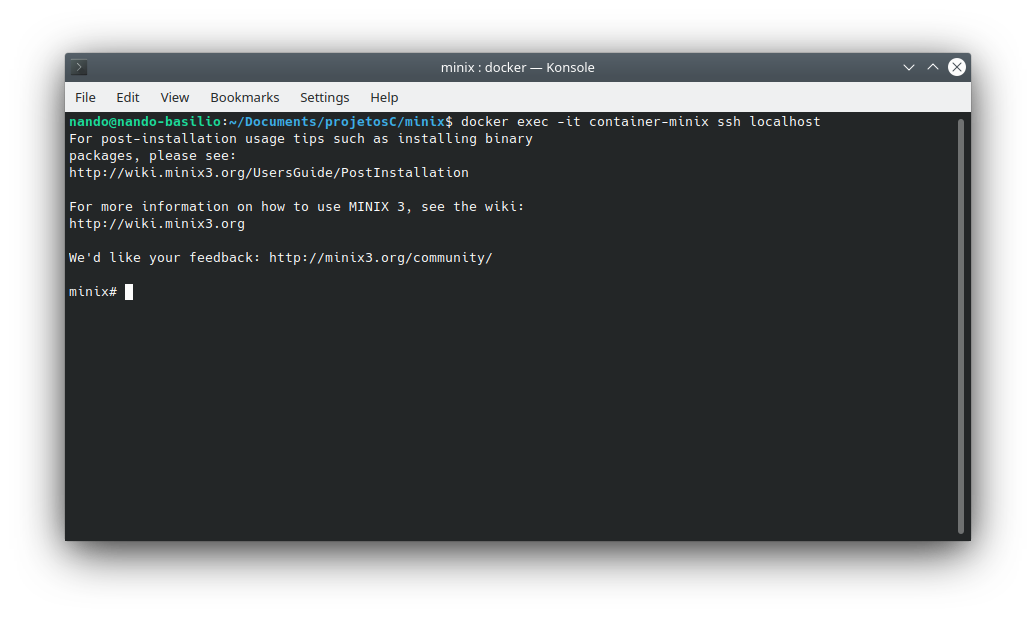 minix : docker — Konsole
File Edit View Bookmarks Settings Help
nando@nando-basilio:~/Documents/projetosC/minix$ docker exec -it container-minix ssh localhost
For post-installation usage tips such as installing binary
packages, please see:
http://wiki.minix3.org/UsersGuide/PostInstallation
For more information on how to use MINIX 3, see the wiki:
http://wiki.minix3.org
We'd like your feedback: http://minix3.org/community/
minix#